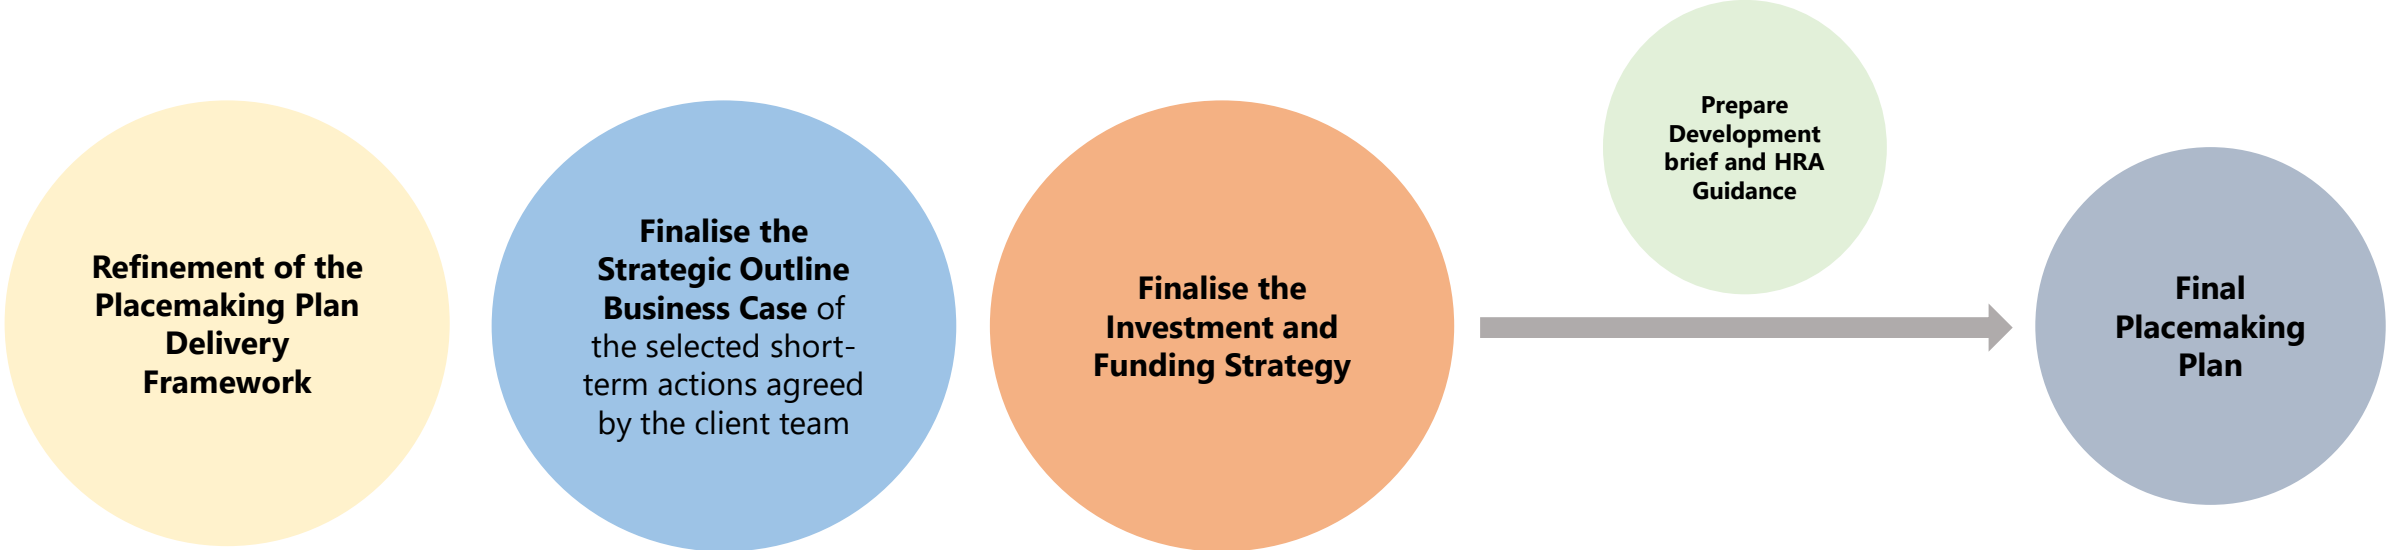 Refinement of the
Placemaking Plan
Delivery
Framework
Finalise the
Strategic Outline
Business Case of
the selected short-
term actions agreed
by the client team
Finalise the
Investment and
Funding Strategy
Prepare
Development
brief and HRA
Guidance
Final
Placemaking
Plan